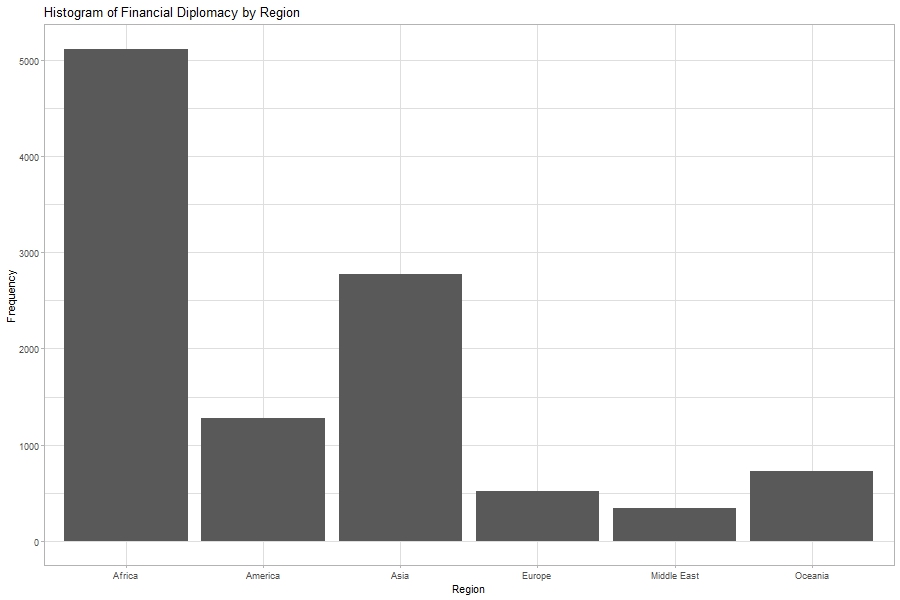 Histogram of Financial Diplomacy by Region
Frequency
5000
4000
3000
2000
1000
0
Africa
America
Asia
Europe
Middle East
Oceania
Region